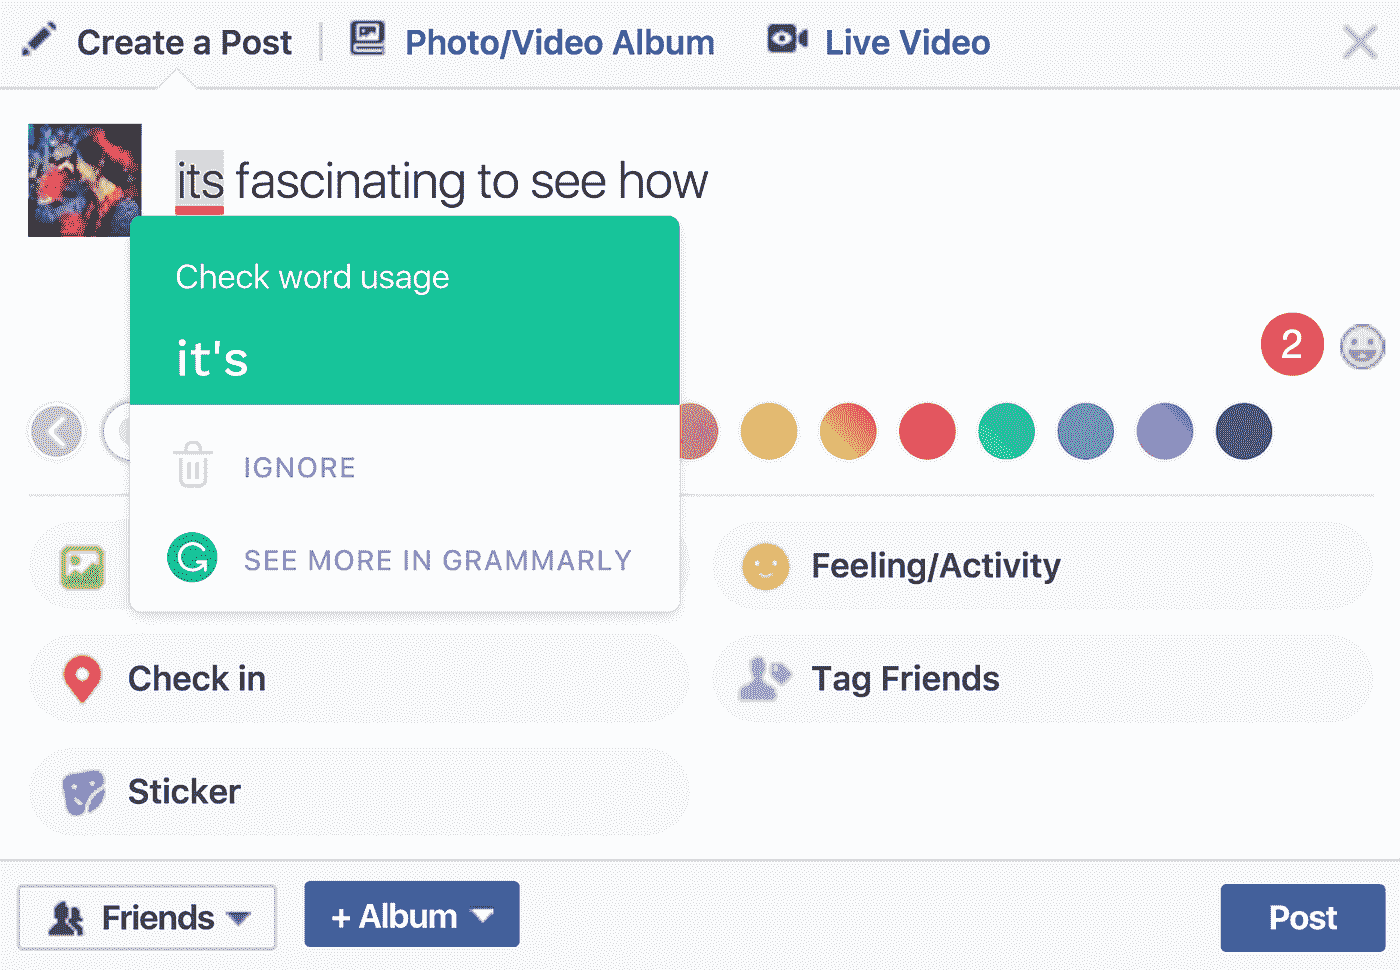 Create a Post
Photo/Video Album
Live Video
its fascinating to see how
Check word usage
it's
2
IGNORE
SEE MORE IN GRAMMARLY
Feeling/Activity
Check in
Tag Friends
Sticker
Friends
+ Album
Post